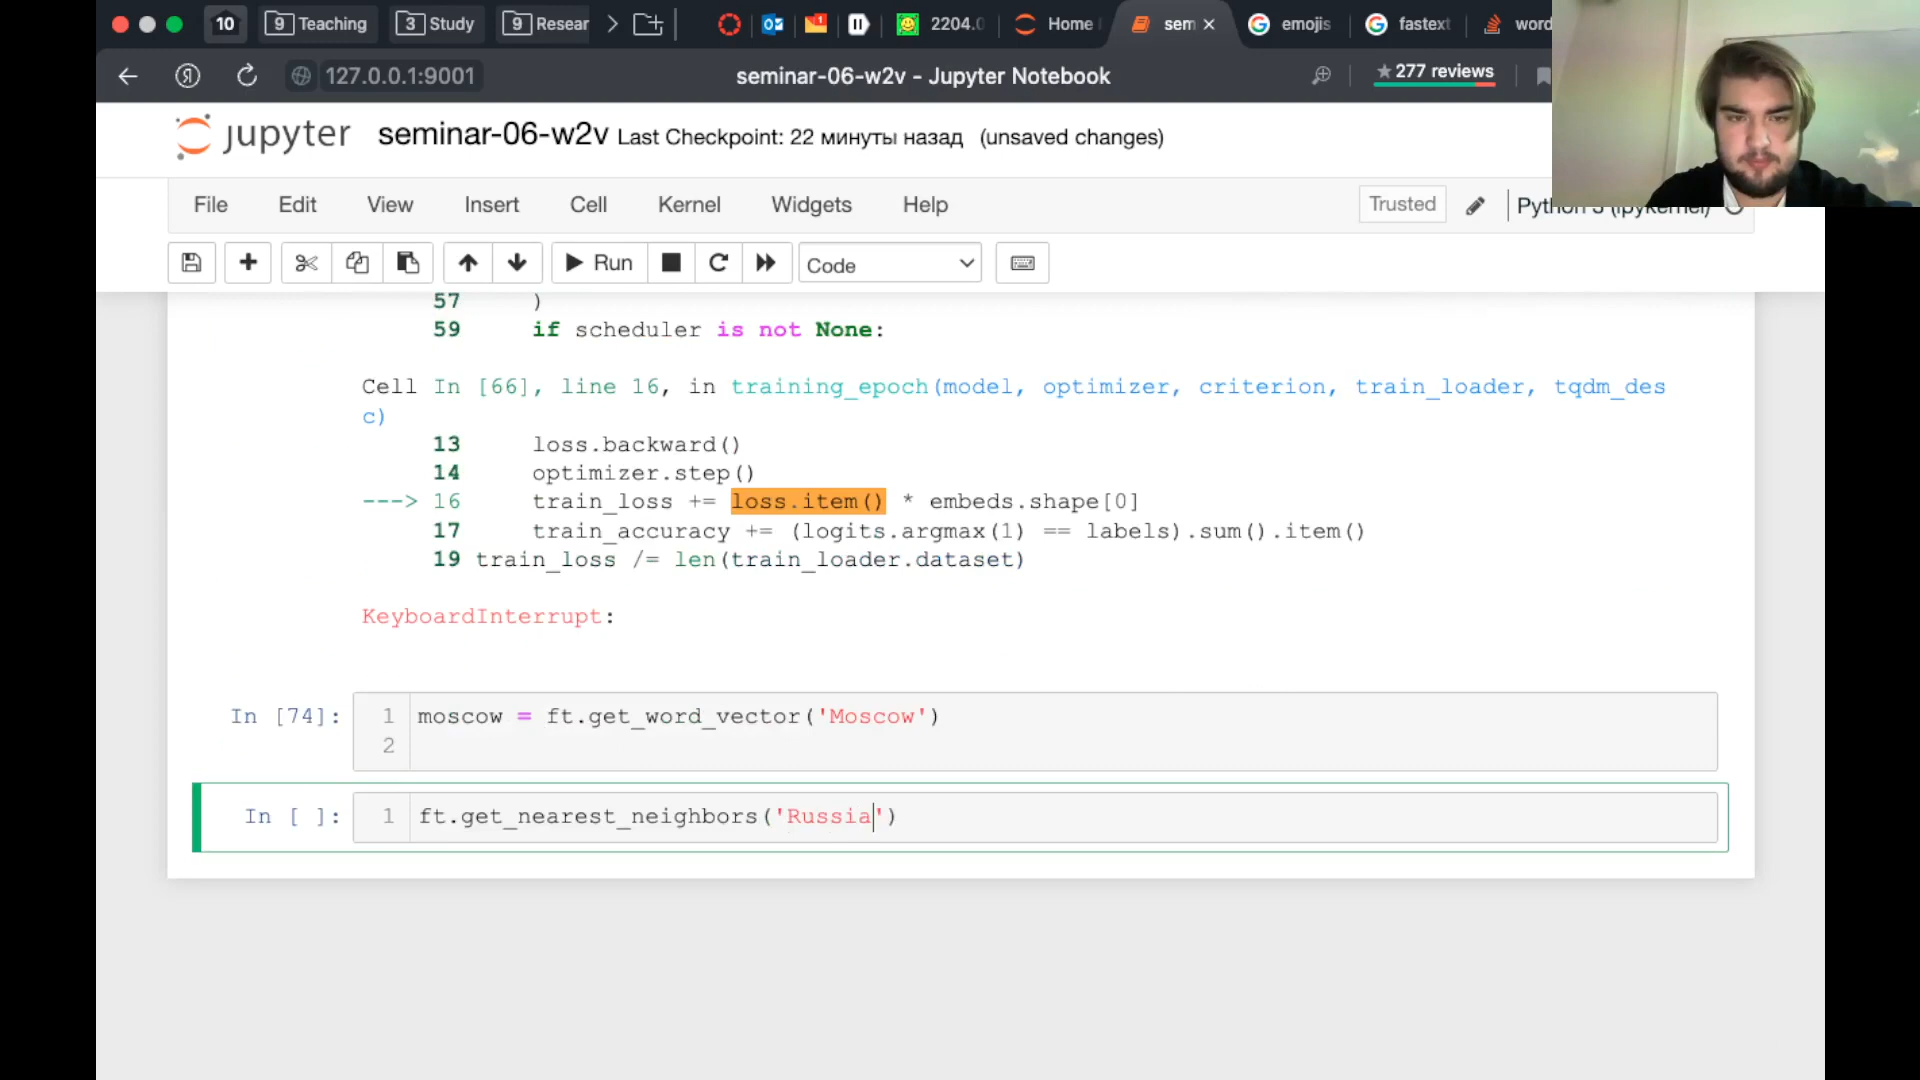 10
9 Teaching
3 Study
9 Resear
2204.0
Home
sem
emojis
fastext
word
127.0.0.1:9001
seminar-06-w2v - Jupyter Notebook
★277 reviews
jupyter
seminar-06-w2v Last Checkpoint: 22 минуты назад (unsaved changes)
File Edit View Insert Cell Kernel Widgets Help
Trusted
Python 3 (ipykernel)
Run
Code
57 )
59 if scheduler is not None:
Cell In [66], line 16, in training_epoch(model, optimizer, criterion, train_loader, tqdm_des
c)
13 loss.backward()
14 optimizer.step()
---> 16 train_loss += loss.item() * embeds.shape[0]
17 train_accuracy += (logits.argmax(1) == labels).sum().item()
19 train_loss /= len(train_loader.dataset)
KeyboardInterrupt:
In [74]: 1 moscow = ft.get_word_vector('Moscow')
2
In [ ]: 1 ft.get_nearest_neighbors('Russia')